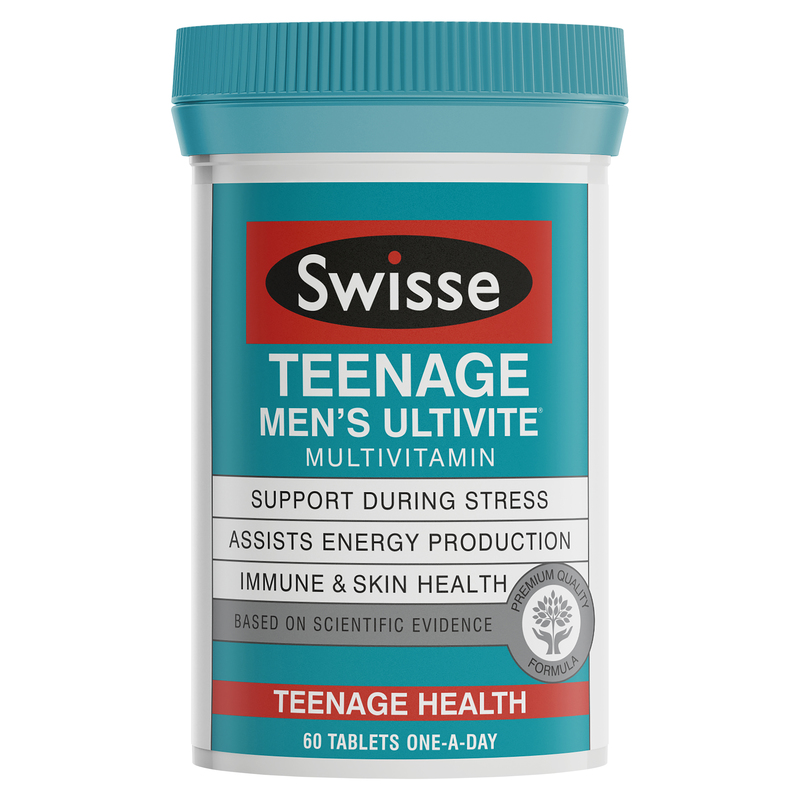 Swisse
TEENAGE
MEN'S ULTIVITE®
MULTIVITAMIN
SUPPORT DURING STRESS
ASSISTS ENERGY PRODUCTION
IMMUNE & SKIN HEALTH
BASED ON SCIENTIFIC EVIDENCE
PREMIUM QUALITY
FORMULA
TEENAGE HEALTH
60 TABLETS ONE-A-DAY